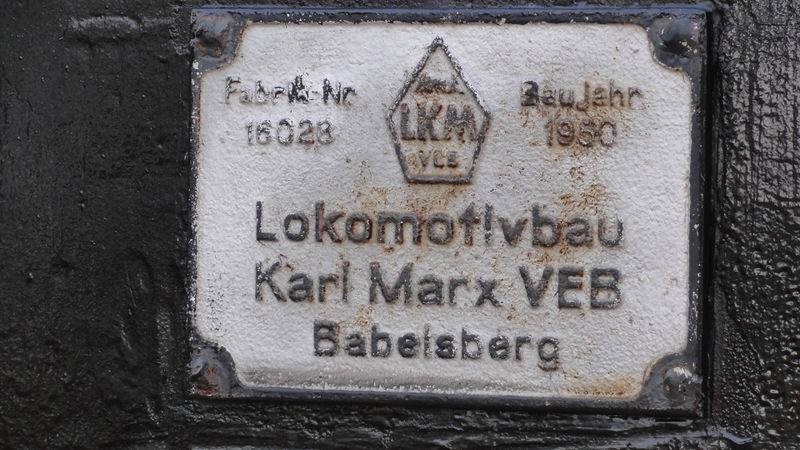 Fabrik-Nr
16028
LKM
VEB
Baujahr
1950
Lokomotivbau
Karl Marx VEB
Babelsberg